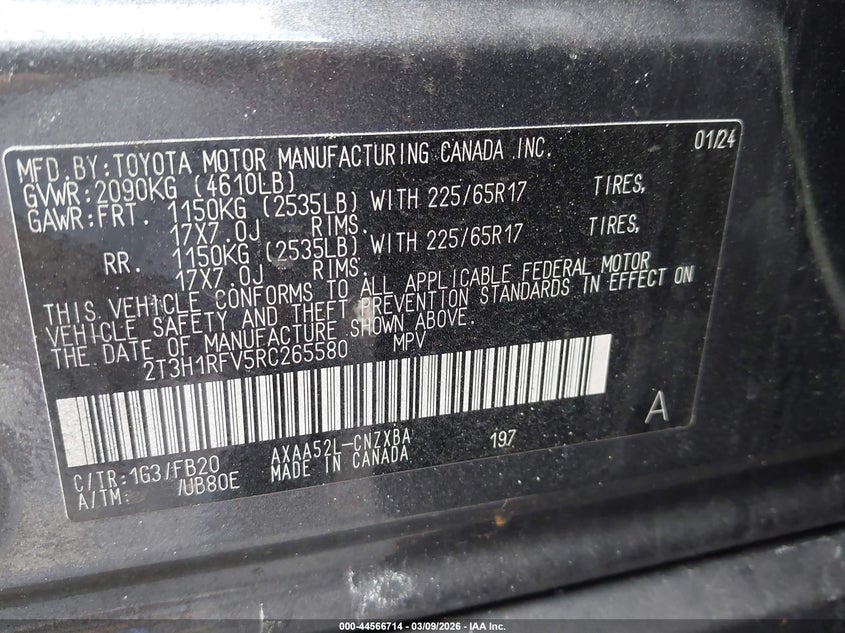 MFD.BY:TOYOTA MOTOR MANUFACTURING CANADA INC. 01/24
GVWR:2090KG (4610LB)
GAWR:FRT. 1150KG (2535LB) WITH 225/65R17 TIRES,
17X7.0J RIMS.
RR. 1150KG (2535LB) WITH 225/65R17 TIRES,
17X7.0J RIMS.
THIS VEHICLE CONFORMS TO ALL APPLICABLE FEDERAL MOTOR
VEHICLE SAFETY AND THEFT PREVENTION STANDARDS IN EFFECT ON
THE DATE OF MANUFACTURE SHOWN ABOVE.
2T3H1RFV5RC265580 MPV
A
C/TR:1G3/FB20 AXAA52L-CNZXBA 197
A/TM: /UB80E MADE IN CANADA
000-44566714 | 03/09/2026 - IAA Inc.